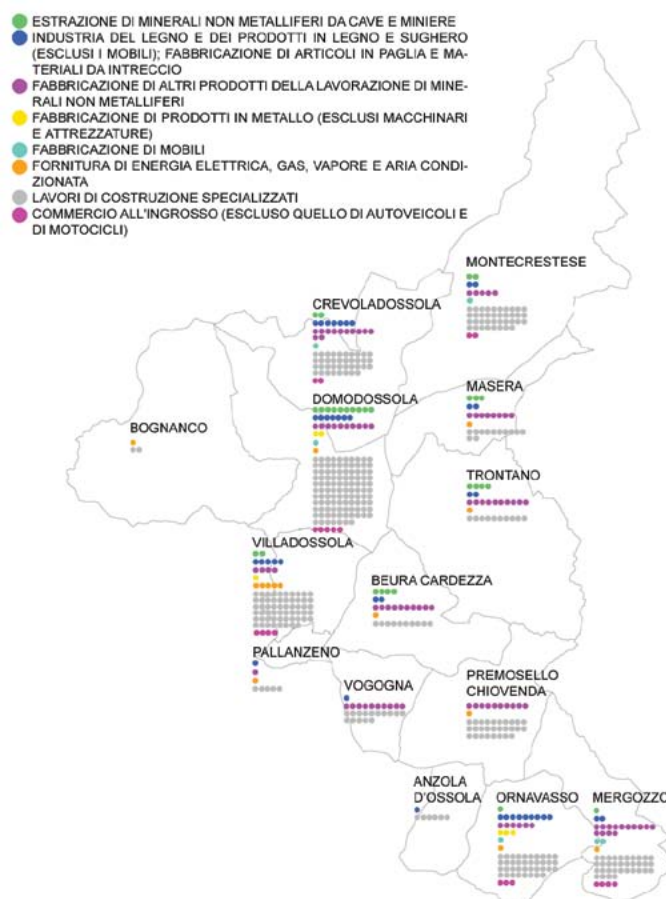 ESTRAZIONE DI MINERALI NON METALLIFERI DA CAVE E MINIERE
INDUSTRIA DEL LEGNO E DEI PRODOTTI IN LEGNO E SUGHERO
(ESCLUSI I MOBILI); FABBRICAZIONE DI ARTICOLI IN PAGLIA E MA-
TERIALI DA INTRECCIO
FABBRICAZIONE DI ALTRI PRODOTTI DELLA LAVORAZIONE DI MINE-
RALI NON METALLIFERI
FABBRICAZIONE DI PRODOTTI IN METALLO (ESCLUSI MACCHINARI
E ATTREZZATURE)
FABBRICAZIONE DI MOBILI
FORNITURA DI ENERGIA ELETTRICA, GAS, VAPORE E ARIA CONDI-
ZIONATA
LAVORI DI COSTRUZIONE SPECIALIZZATI
COMMERCIO ALL'INGROSSO (ESCLUSO QUELLO DI AUTOVEICOLI E
DI MOTOCICLI)
MONTECRESTESE
CREVOLADOSSOLA
MASERA
DOMODOSSOLA
BOGNANCO
TRONTANO
VILLADOSSOLA
BEURA CARDEZZA
PALLANZENO
VOGOGNA
PREMOSELLO
CHIOVENDA
ANZOLA
D'OSSOLA
ORNAVASSO
MERGOZZO